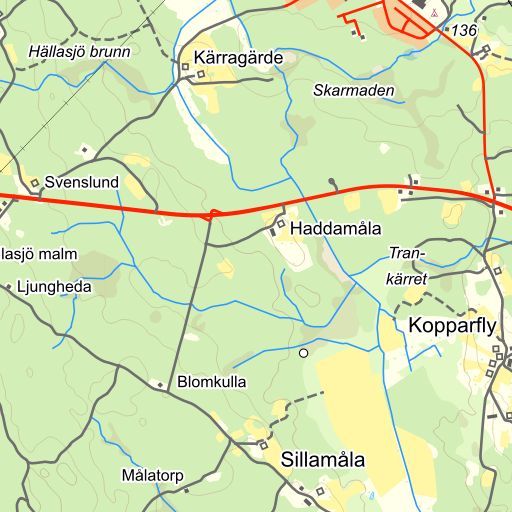 136
Hällasjö brunn
Kärragärde
Skarmaden
Svenslund
Haddamåla
lasjö malm
Tran-
kärret
Ljungheda
Kopparfly
Blomkulla
Sillamåla
Målatorp